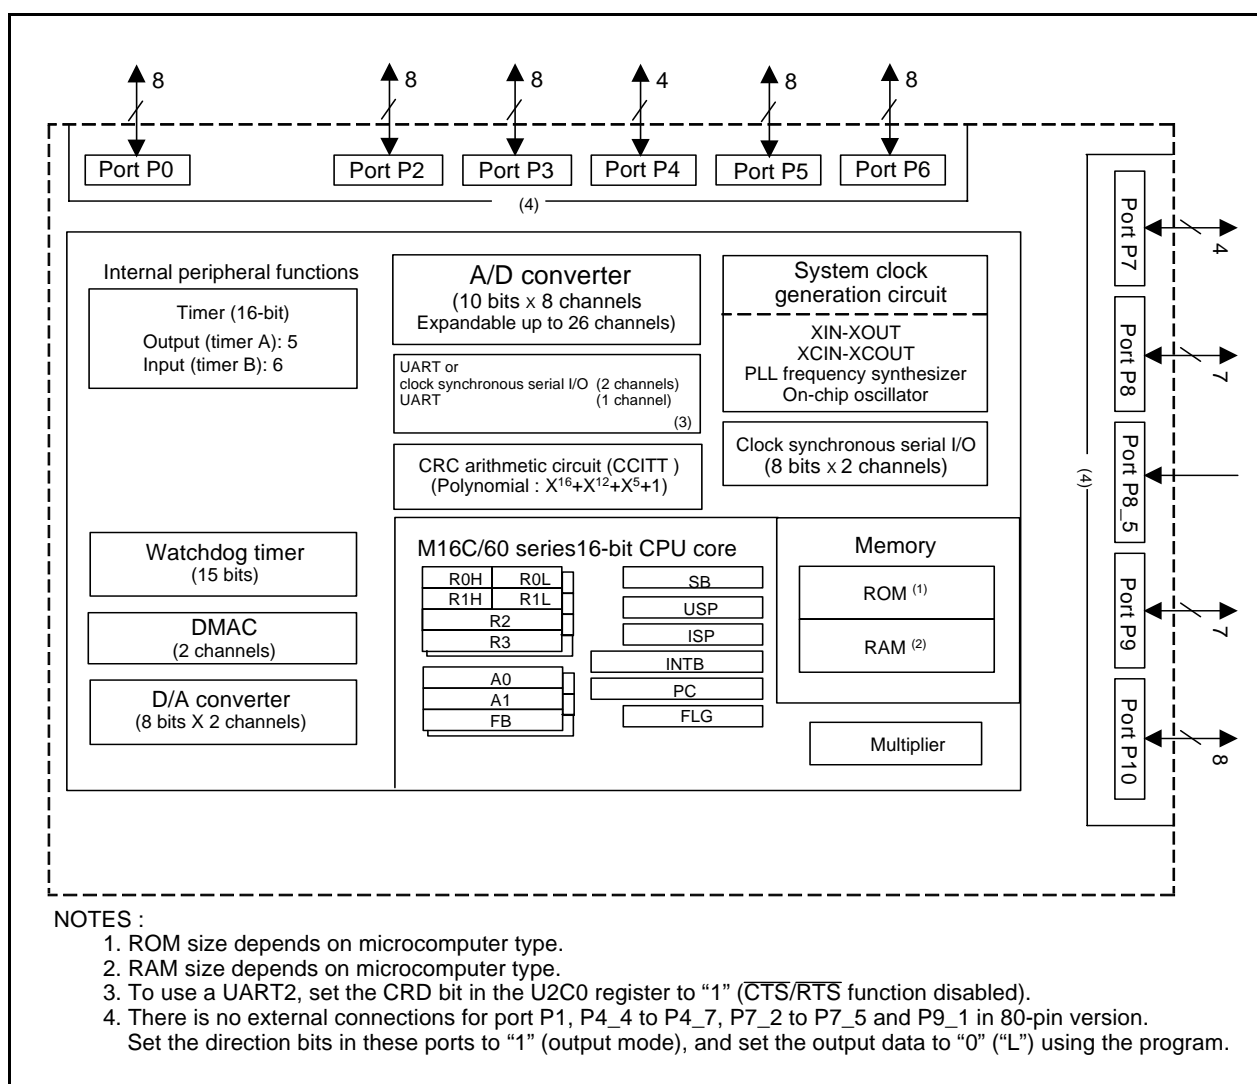 8
8
8
4
8
8
Port P0
Port P2
Port P3
Port P4
Port P5
Port P6
(4)
Port P7
4
Port P8
7
Port P8_5
(4)
Port P9
7
Port P10
8
Internal peripheral functions
Timer (16-bit)
Output (timer A): 5
Input (timer B): 6
A/D converter
(10 bits x 8 channels
Expandable up to 26 channels)
System clock
generation circuit
XIN-XOUT
XCIN-XCOUT
PLL frequency synthesizer
On-chip oscillator
UART or
clock synchronous serial I/O (2 channels)
UART (1 channel)
(3)
Clock synchronous serial I/O
(8 bits x 2 channels)
CRC arithmetic circuit (CCITT )
(Polynomial : X¹⁶+X¹²+X⁵+1)
Watchdog timer
(15 bits)
DMAC
(2 channels)
D/A converter
(8 bits X 2 channels)
M16C/60 series16-bit CPU core
R0H R0L
R1H R1L
R2
R3
A0
A1
FB
SB
USP
ISP
INTB
PC
FLG
Memory
ROM (1)
RAM (2)
Multiplier
NOTES :
1. ROM size depends on microcomputer type.
2. RAM size depends on microcomputer type.
3. To use a UART2, set the CRD bit in the U2C0 register to “1” (CTS/RTS function disabled).
4. There is no external connections for port P1, P4_4 to P4_7, P7_2 to P7_5 and P9_1 in 80-pin version.
Set the direction bits in these ports to “1” (output mode), and set the output data to “0” (“L”) using the program.